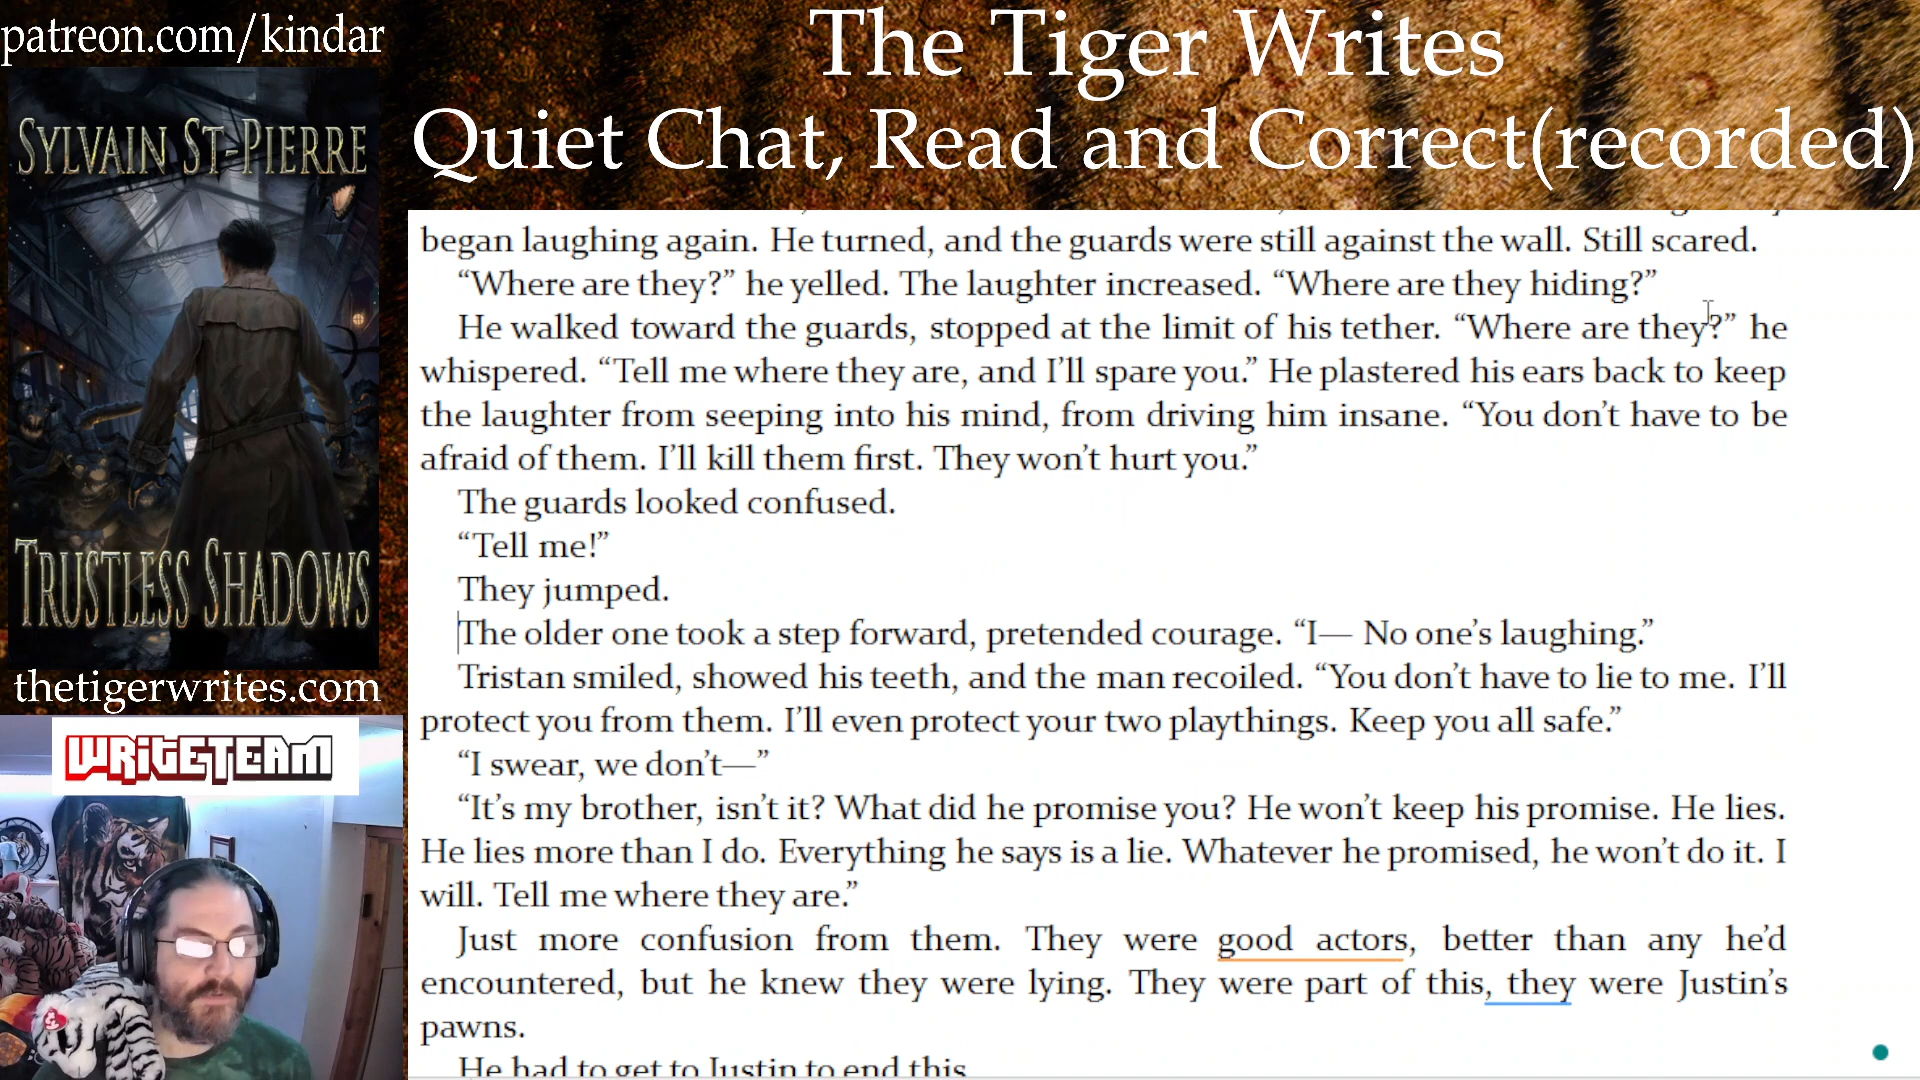 patreon.com/kindar
The Tiger Writes
Quiet Chat, Read and Correct(recorded)
SYLVAIN ST-PIERRE
TRUSTLESS SHADOWS
thetigerwrites.com
WRITETEAM
began laughing again. He turned, and the guards were still against the wall. Still scared.
“Where are they?” he yelled. The laughter increased. “Where are they hiding?”
He walked toward the guards, stopped at the limit of his tether. “Where are they?” he
whispered. “Tell me where they are, and I’ll spare you.” He plastered his ears back to keep
the laughter from seeping into his mind, from driving him insane. “You don’t have to be
afraid of them. I’ll kill them first. They won’t hurt you.”
The guards looked confused.
“Tell me!”
They jumped.
The older one took a step forward, pretended courage. “I— No one’s laughing.”
Tristan smiled, showed his teeth, and the man recoiled. “You don’t have to lie to me. I’ll
protect you from them. I’ll even protect your two playthings. Keep you all safe.”
“I swear, we don’t—”
“It’s my brother, isn’t it? What did he promise you? He won’t keep his promise. He lies.
He lies more than I do. Everything he says is a lie. Whatever he promised, he won’t do it. I
will. Tell me where they are.”
Just more confusion from them. They were good actors, better than any he’d
encountered, but he knew they were lying. They were part of this, they were Justin’s
pawns.
He had to get to Justin to end this.